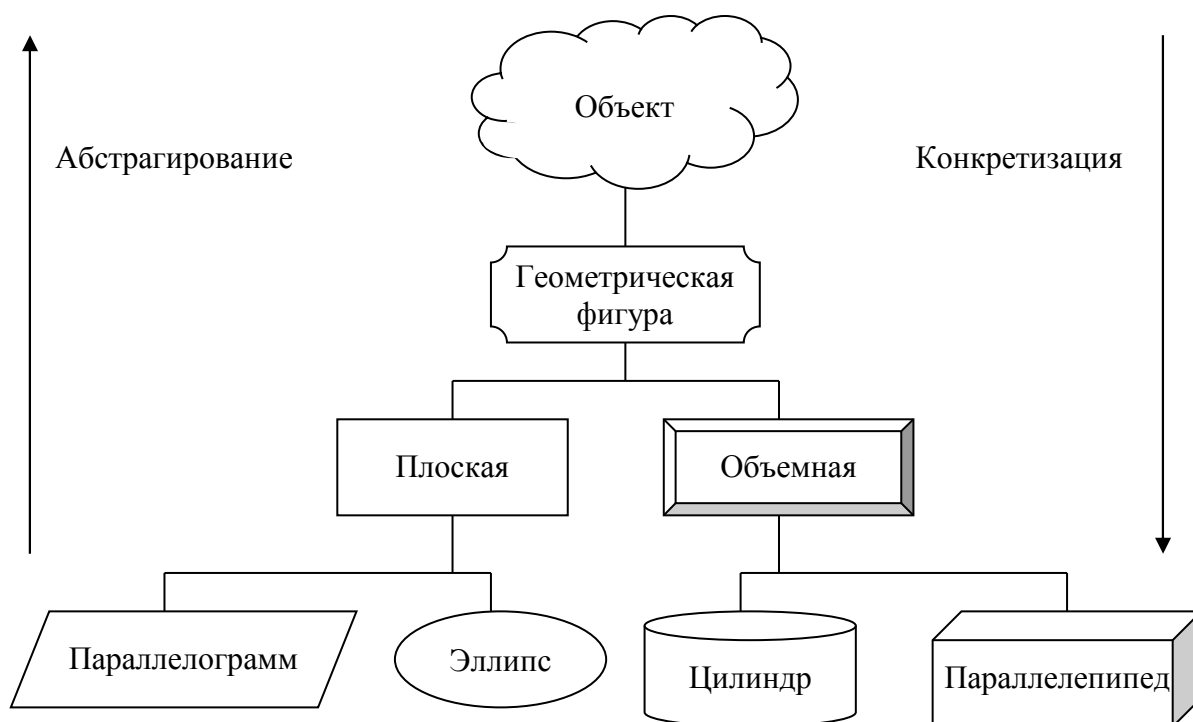 Объект
Абстрагирование
Конкретизация
Геометрическая
фигура
Плоская
Объемная
Параллелограмм
Эллипс
Цилиндр
Параллелепипед